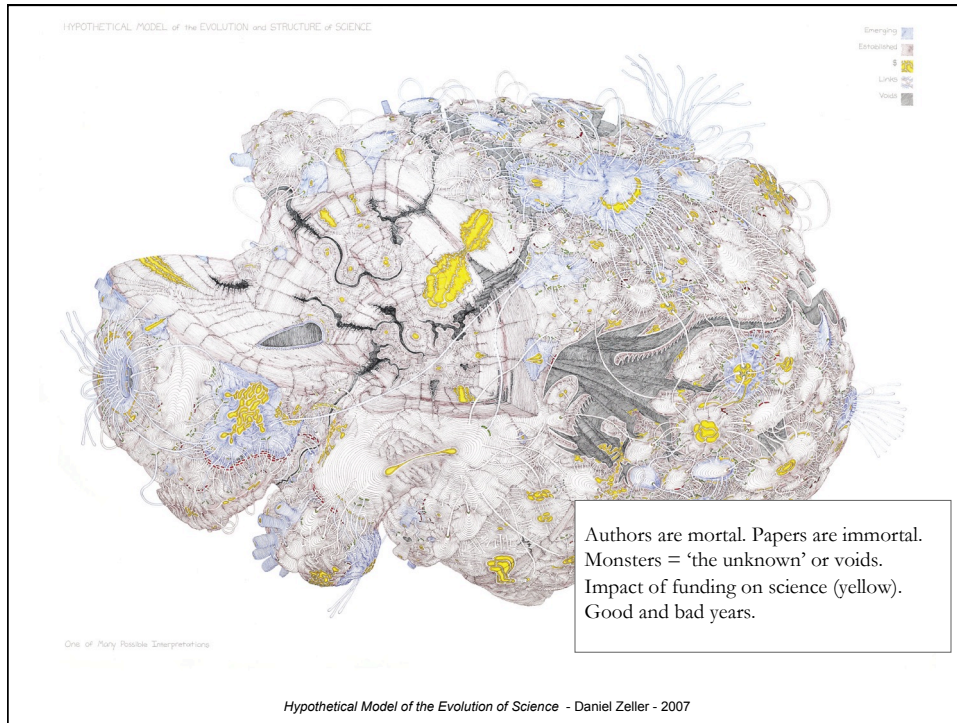 HYPOTHETICAL MODEL of the EVOLUTION and STRUCTURE of SCIENCE
Emerging
Established
$
Links
Voids
Authors are mortal. Papers are immortal.
Monsters = ‘the unknown’ or voids.
Impact of funding on science (yellow).
Good and bad years.
One of Many Possible Interpretations
Hypothetical Model of the Evolution of Science - Daniel Zeller - 2007